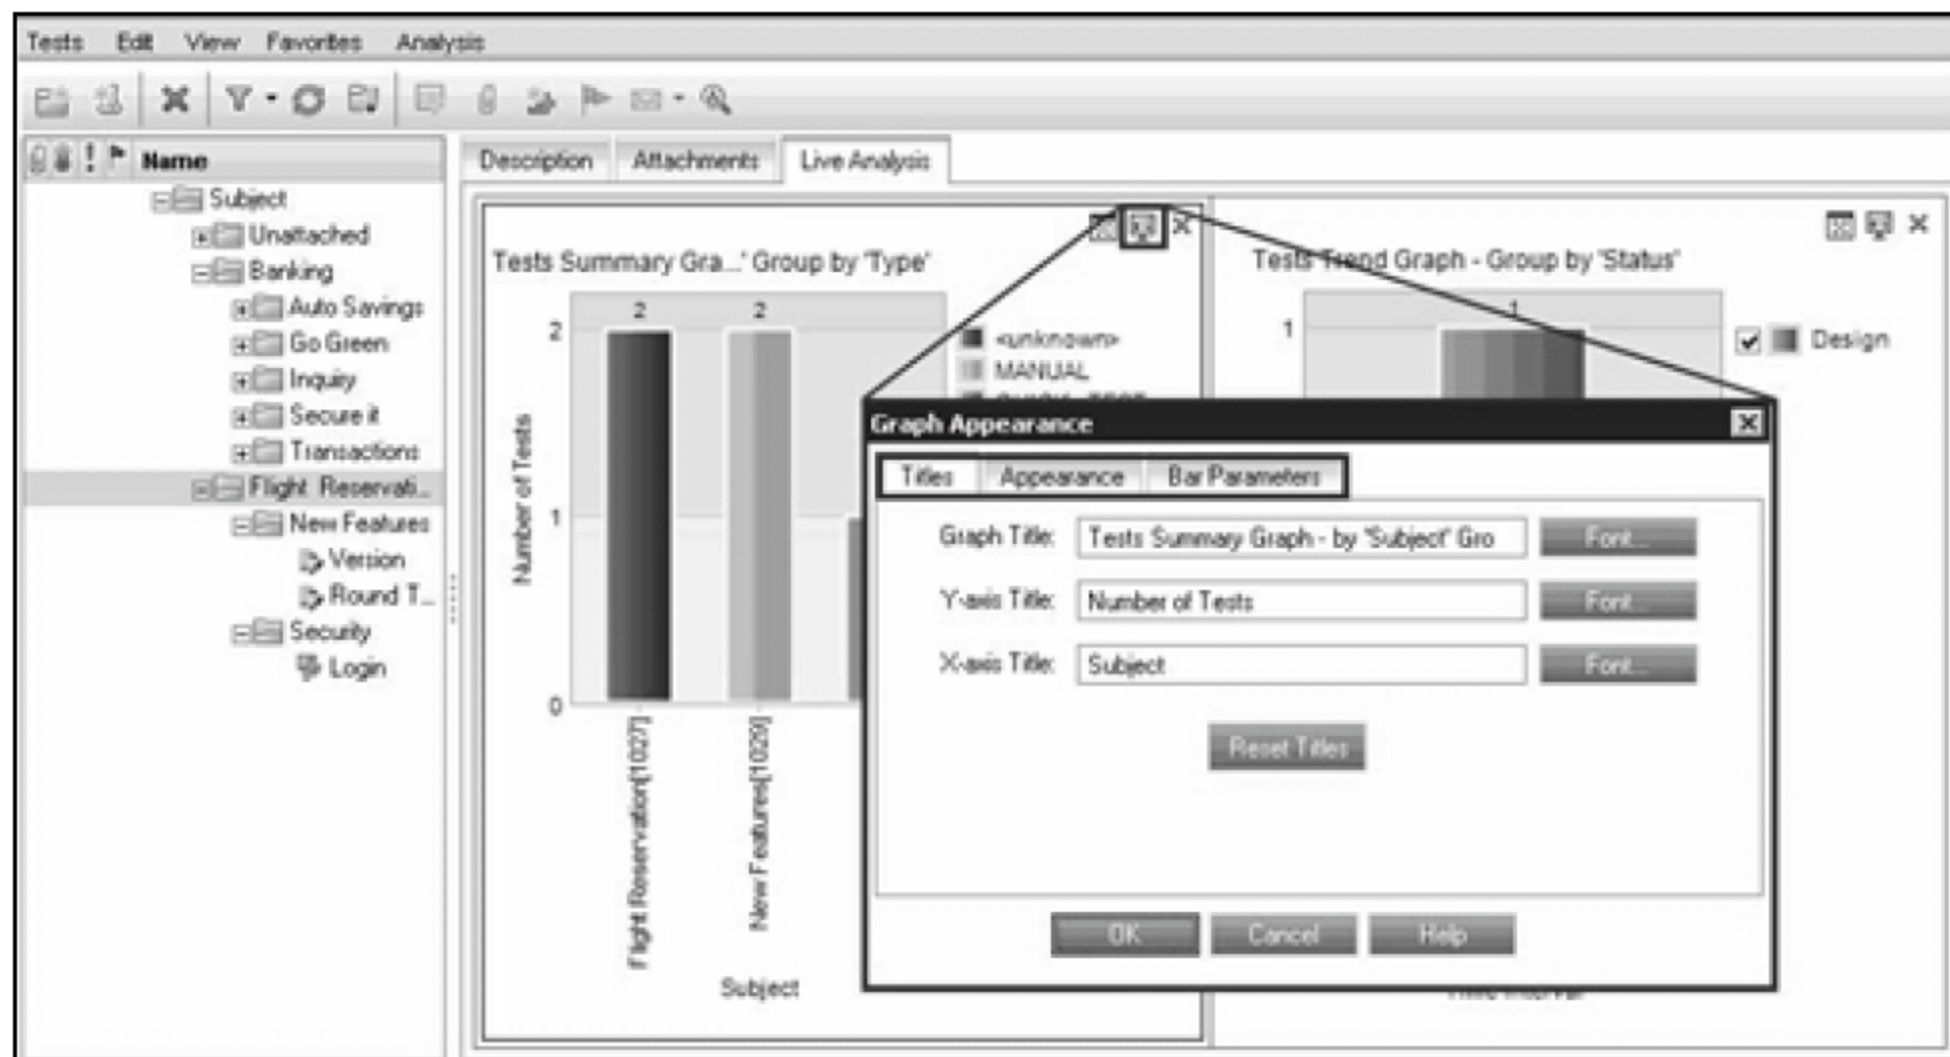 Tests Edit View Favorites Analysis
Name
Subject
Unattached
Banking
Auto Savings
Go Green
Inquiry
Secure it
Transactions
Flight Reservati...
New Features
Version
Round T...
Security
Login
Description Attachments Live Analysis
Tests Summary Gra...' Group by 'Type'
2 2
2
1
0
Number of Tests
Flight Reservation[1027]
New Features[1029]
Subject
<unknown>
MANUAL
Tests Trend Graph - Group by 'Status'
1
1
Design
Graph Appearance
Titles Appearance Bar Parameters
Graph Title: Tests Summary Graph - by 'Subject' Gro Font...
Y-axis Title: Number of Tests Font...
X-axis Title: Subject Font...
Reset Titles
OK Cancel Help